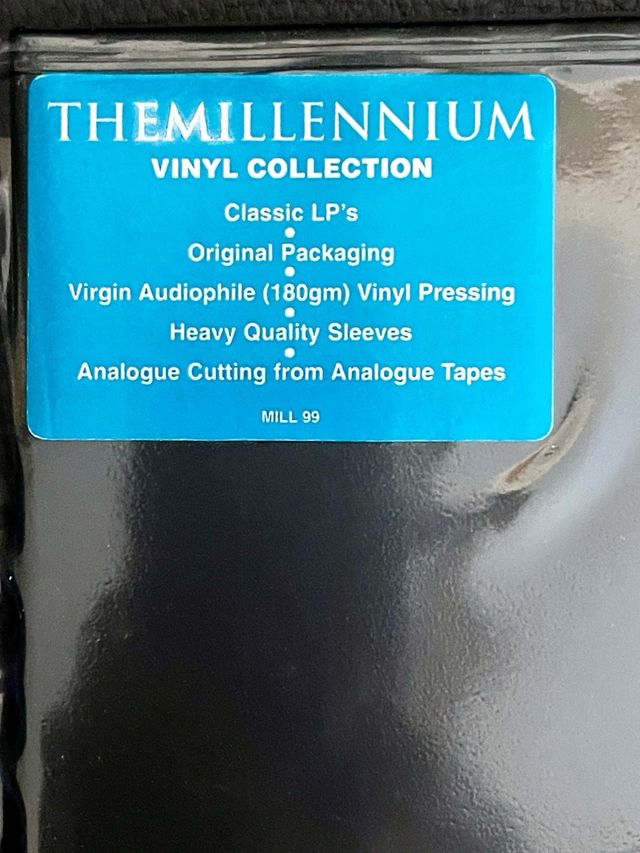 THEMILLENNIUM
VINYL COLLECTION
Classic LP's
•
Original Packaging
•
Virgin Audiophile (180gm) Vinyl Pressing
•
Heavy Quality Sleeves
•
Analogue Cutting from Analogue Tapes
MILL 99